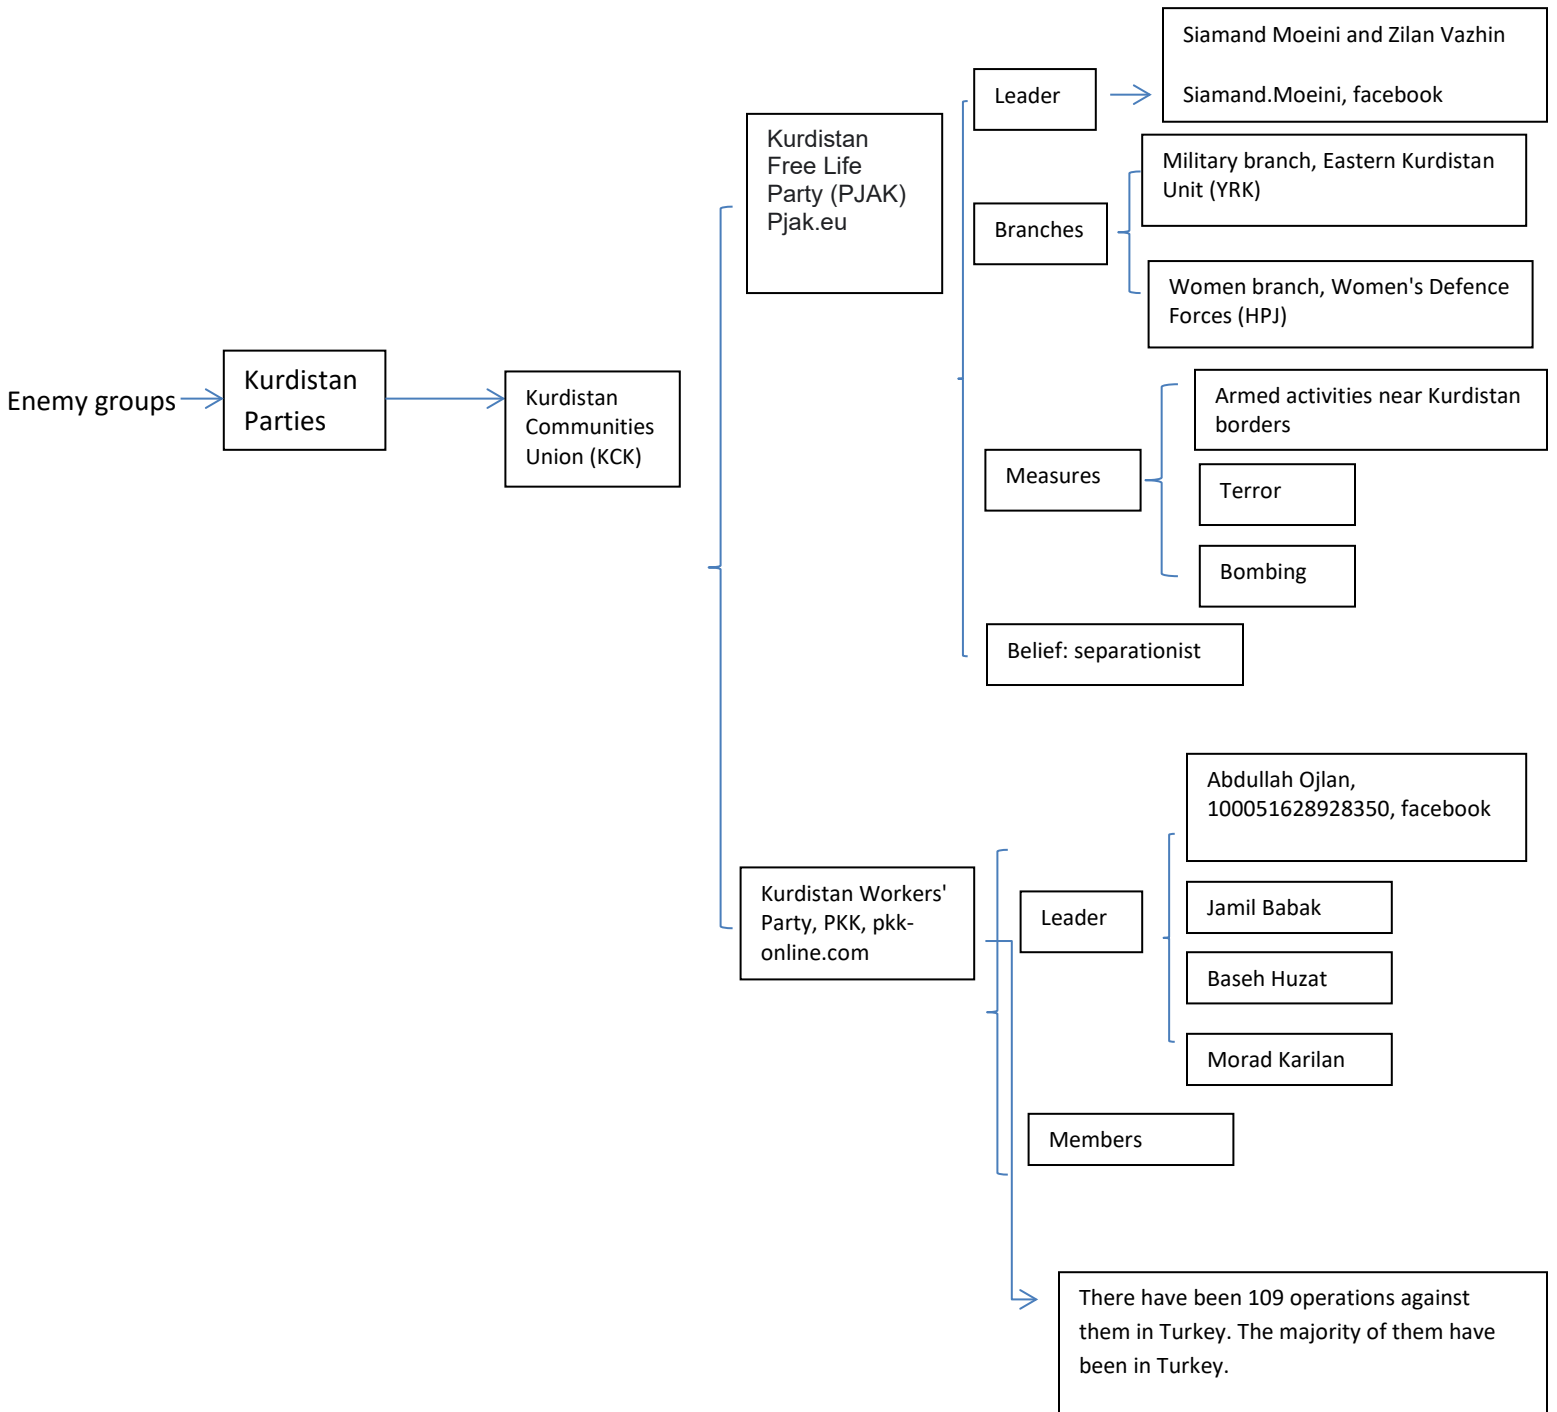 Enemy groups
Kurdistan
Parties
Kurdistan
Communities
Union (KCK)
Kurdistan
Free Life
Party (PJAK)
Pjak.eu
Leader
Siamand Moeini and Zilan Vazhin
Siamand.Moeini, facebook
Branches
Military branch, Eastern Kurdistan
Unit (YRK)
Women branch, Women's Defence
Forces (HPJ)
Measures
Armed activities near Kurdistan
borders
Terror
Bombing
Belief: separationist
Kurdistan Workers'
Party, PKK, pkk-
online.com
Leader
Abdullah Ojlan,
100051628928350, facebook
Jamil Babak
Baseh Huzat
Morad Karilan
Members
There have been 109 operations against
them in Turkey. The majority of them have
been in Turkey.